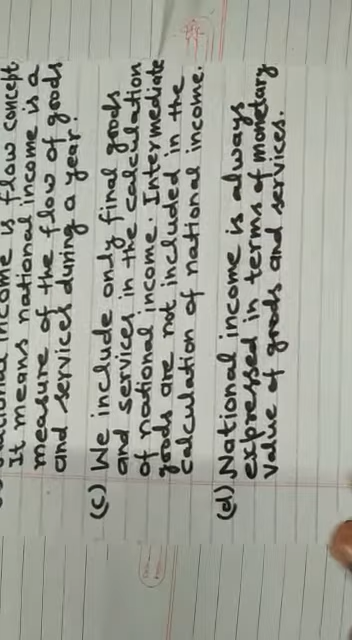 National income is flow concept.
It means national income is a
measure of the flow of goods
and services during a year.
(c) We include only final goods
and services in the calculation
of national income. Intermediate
goods are not included in the
calculation of national income.
(d) National income is always
expressed in terms of monetary
value of goods and services.